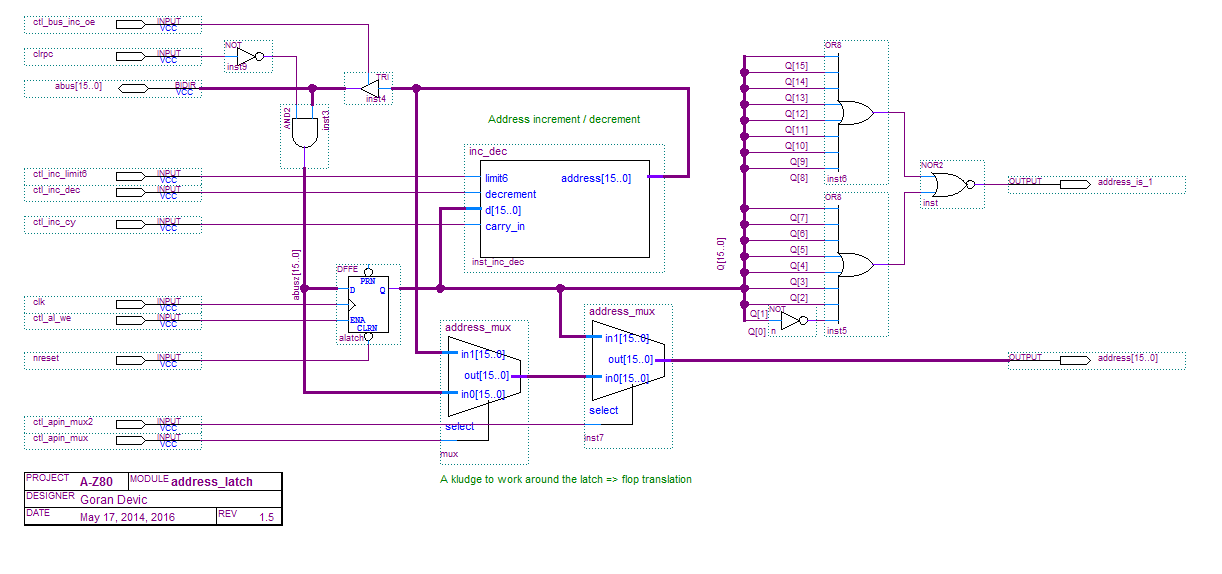 ctl_bus_inc_oe INPUT VCC
clrpc INPUT VCC
NOT
inst9
abus[15..0] BIDIR VCC
TRI
inst4
AND2
inst3
Address increment / decrement
inc_dec
limit6 address[15..0]
decrement
d[15..0]
carry_in
inst_inc_dec
ctl_inc_limit6 INPUT VCC
ctl_inc_dec INPUT VCC
ctl_inc_cy INPUT VCC
abusz[15..0]
DFFE
PRN
D Q
ENA
CLRN
alatch
clk INPUT VCC
ctl_al_we INPUT VCC
nreset INPUT VCC
ctl_apin_mux2 INPUT VCC
ctl_apin_mux INPUT VCC
address_mux
in1[15..0]
out[15..0]
in0[15..0]
select
mux
address_mux
in1[15..0]
out[15..0]
in0[15..0]
select
inst7
A kludge to work around the latch => flop translation
Q[15..0]
OR8
Q[15]
Q[14]
Q[13]
Q[12]
Q[11]
Q[10]
Q[9]
Q[8]
inst6
OR8
Q[7]
Q[6]
Q[5]
Q[4]
Q[3]
Q[2]
Q[1]
Q[0]
NOT
n
inst5
NOR2
inst
OUTPUT address_is_1
OUTPUT address[15..0]
PROJECT A-Z80 MODULE address_latch
DESIGNER Goran Devic
DATE May 17, 2014, 2016 REV 1.5